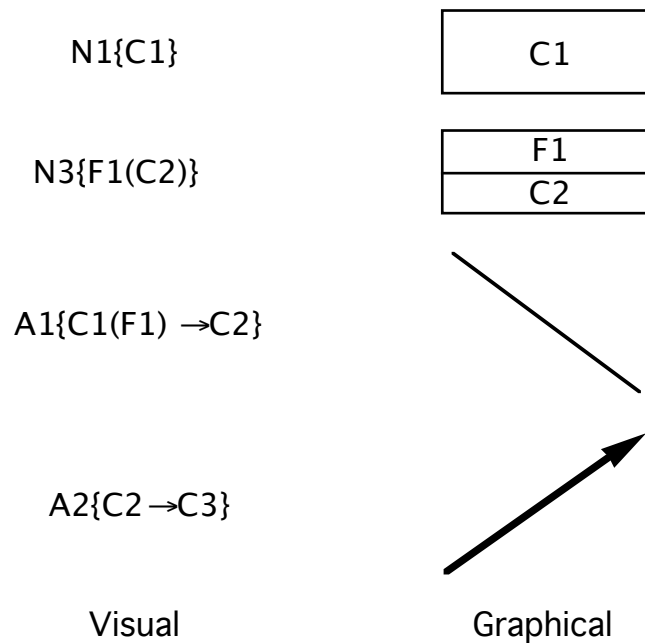 N1{C1}
C1
N3{F1(C2)}
F1
C2
A1{C1(F1) →C2}
A2{C2→C3}
Visual
Graphical